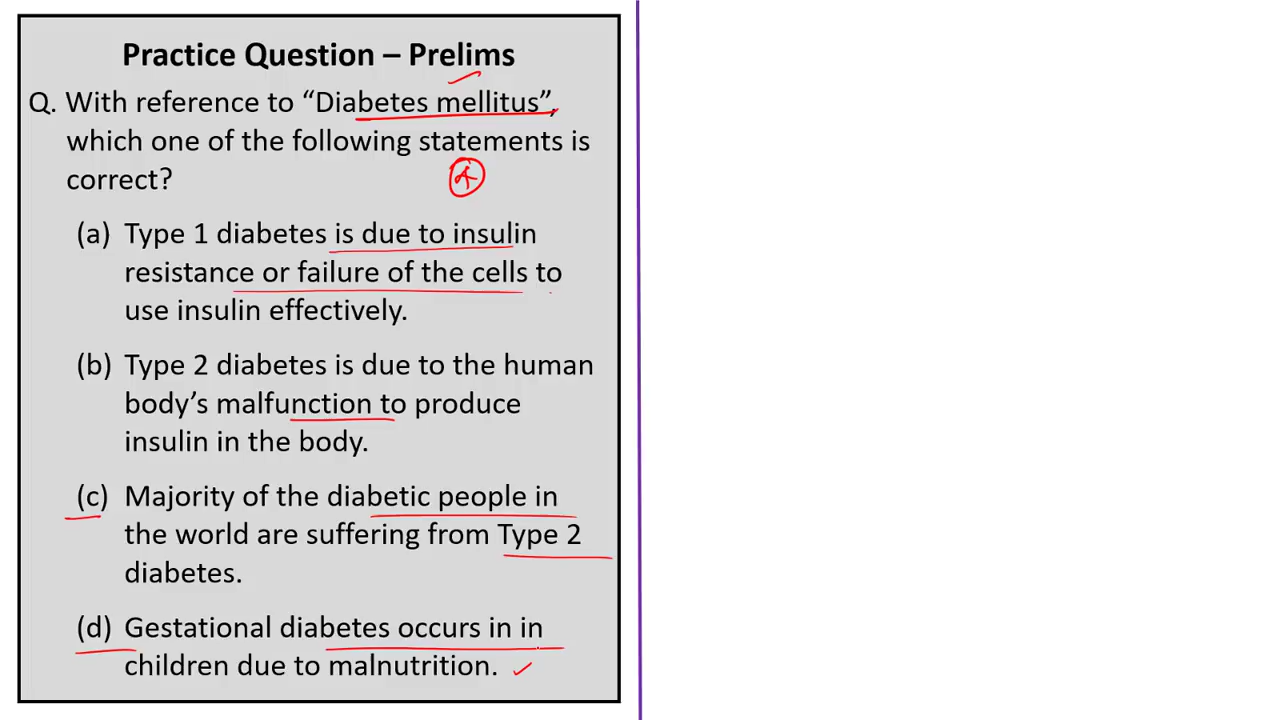 Practice Question – Prelims
Q. With reference to “Diabetes mellitus”,
which one of the following statements is
correct?
(a) Type 1 diabetes is due to insulin
resistance or failure of the cells to
use insulin effectively.
(b) Type 2 diabetes is due to the human
body’s malfunction to produce
insulin in the body.
(c) Majority of the diabetic people in
the world are suffering from Type 2
diabetes.
(d) Gestational diabetes occurs in in
children due to malnutrition.